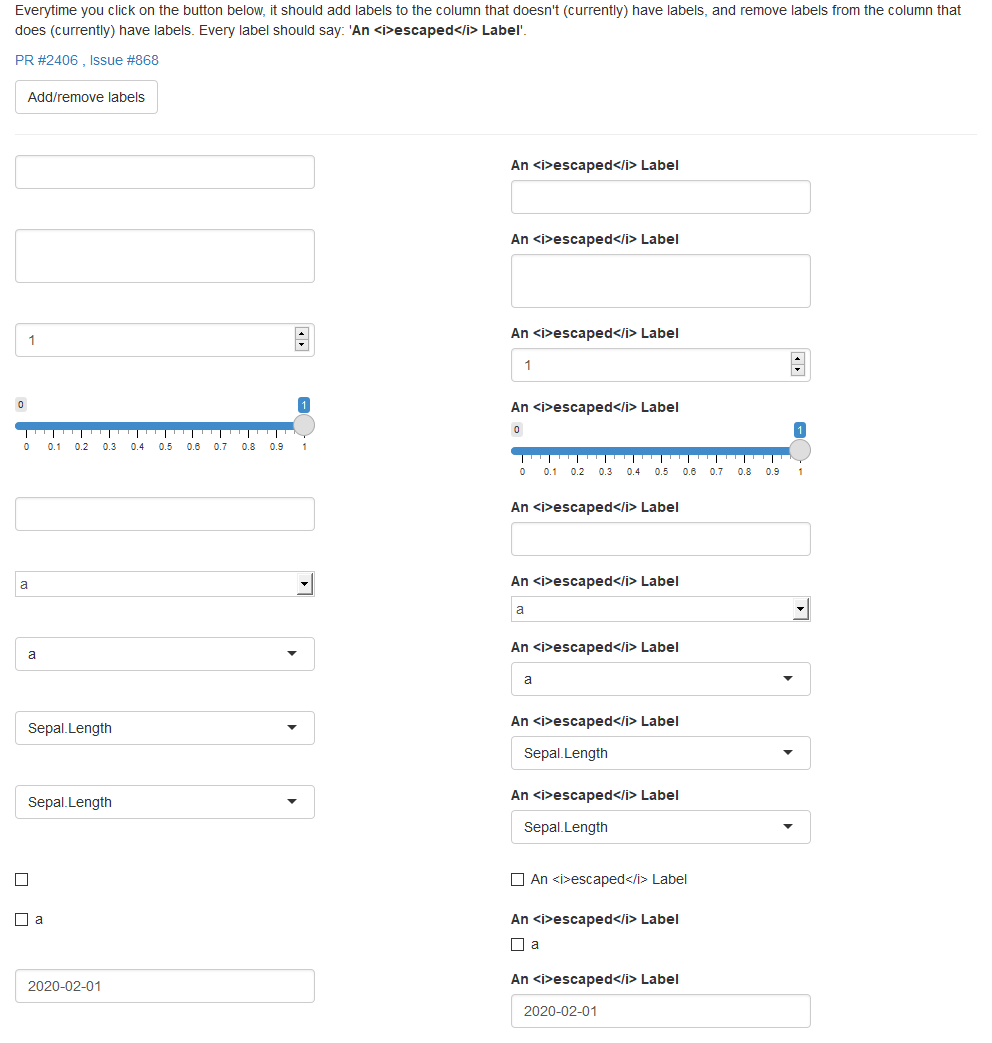 Everytime you click on the button below, it should add labels to the column that doesn't (currently) have labels, and remove labels from the column that
does (currently) have labels. Every label should say: 'An <i>escaped</i> Label'.
PR #2406 , Issue #868
Add/remove labels
An <i>escaped</i> Label
An <i>escaped</i> Label
1
An <i>escaped</i> Label
1
0 1
0 0.1 0.2 0.3 0.4 0.5 0.6 0.7 0.8 0.9 1
An <i>escaped</i> Label
0 1
0 0.1 0.2 0.3 0.4 0.5 0.6 0.7 0.8 0.9 1
An <i>escaped</i> Label
a
An <i>escaped</i> Label
a
a
An <i>escaped</i> Label
a
Sepal.Length
An <i>escaped</i> Label
Sepal.Length
Sepal.Length
An <i>escaped</i> Label
Sepal.Length
An <i>escaped</i> Label
a
An <i>escaped</i> Label
a
2020-02-01
An <i>escaped</i> Label
2020-02-01